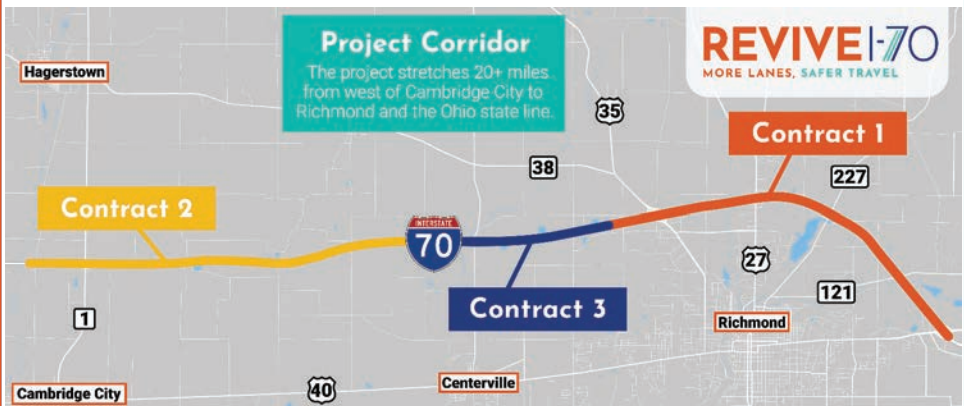 Project Corridor
The project stretches 20+ miles
from west of Cambridge City to
Richmond and the Ohio state line.
REVIVE I-70
MORE LANES, SAFER TRAVEL
Hagerstown
35
Contract 1
38
227
Contract 2
INTERSTATE
70
27
Contract 3
121
1
Richmond
Centerville
40
Cambridge City